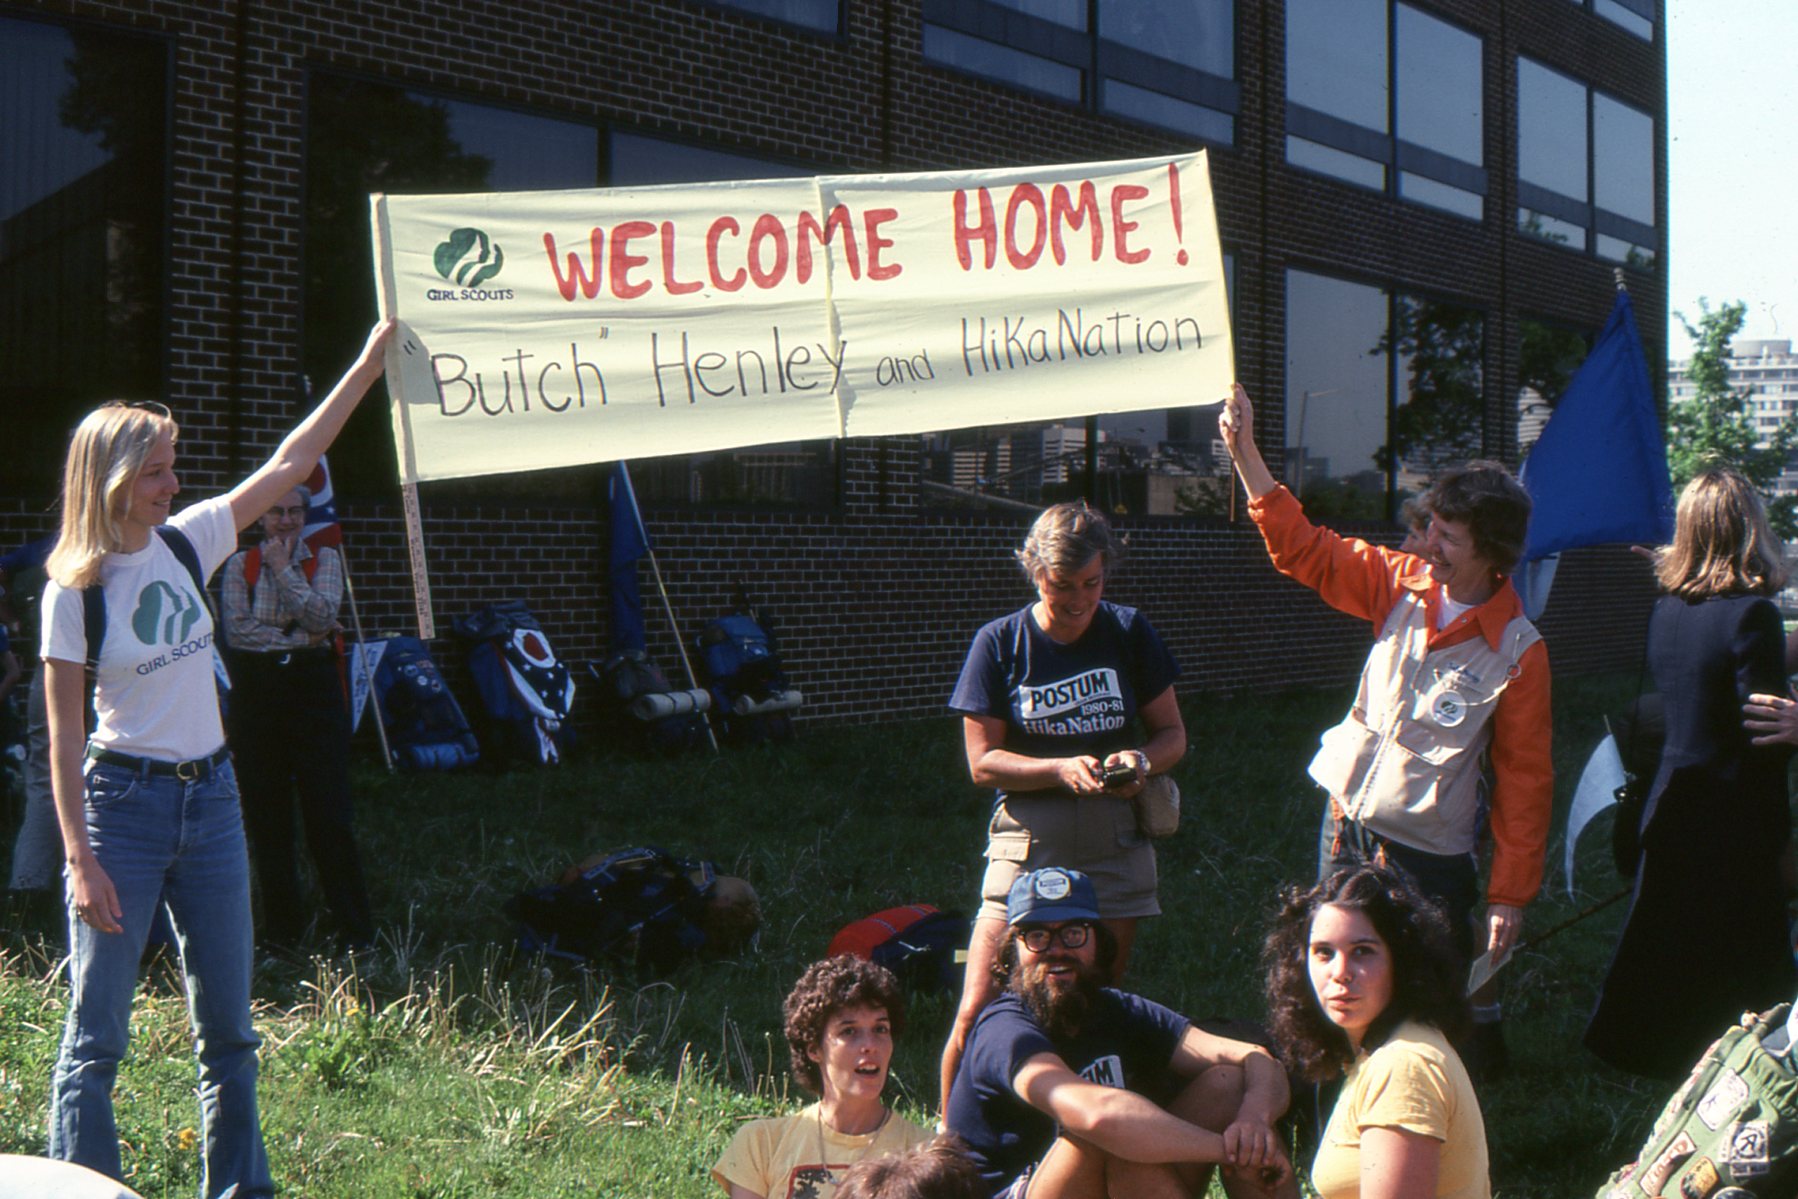 WELCOME HOME!
GIRL SCOUTS
"Butch" Henley and HikaNation
GIRL SCOUTS
POSTUM
1980-81
HikaNation